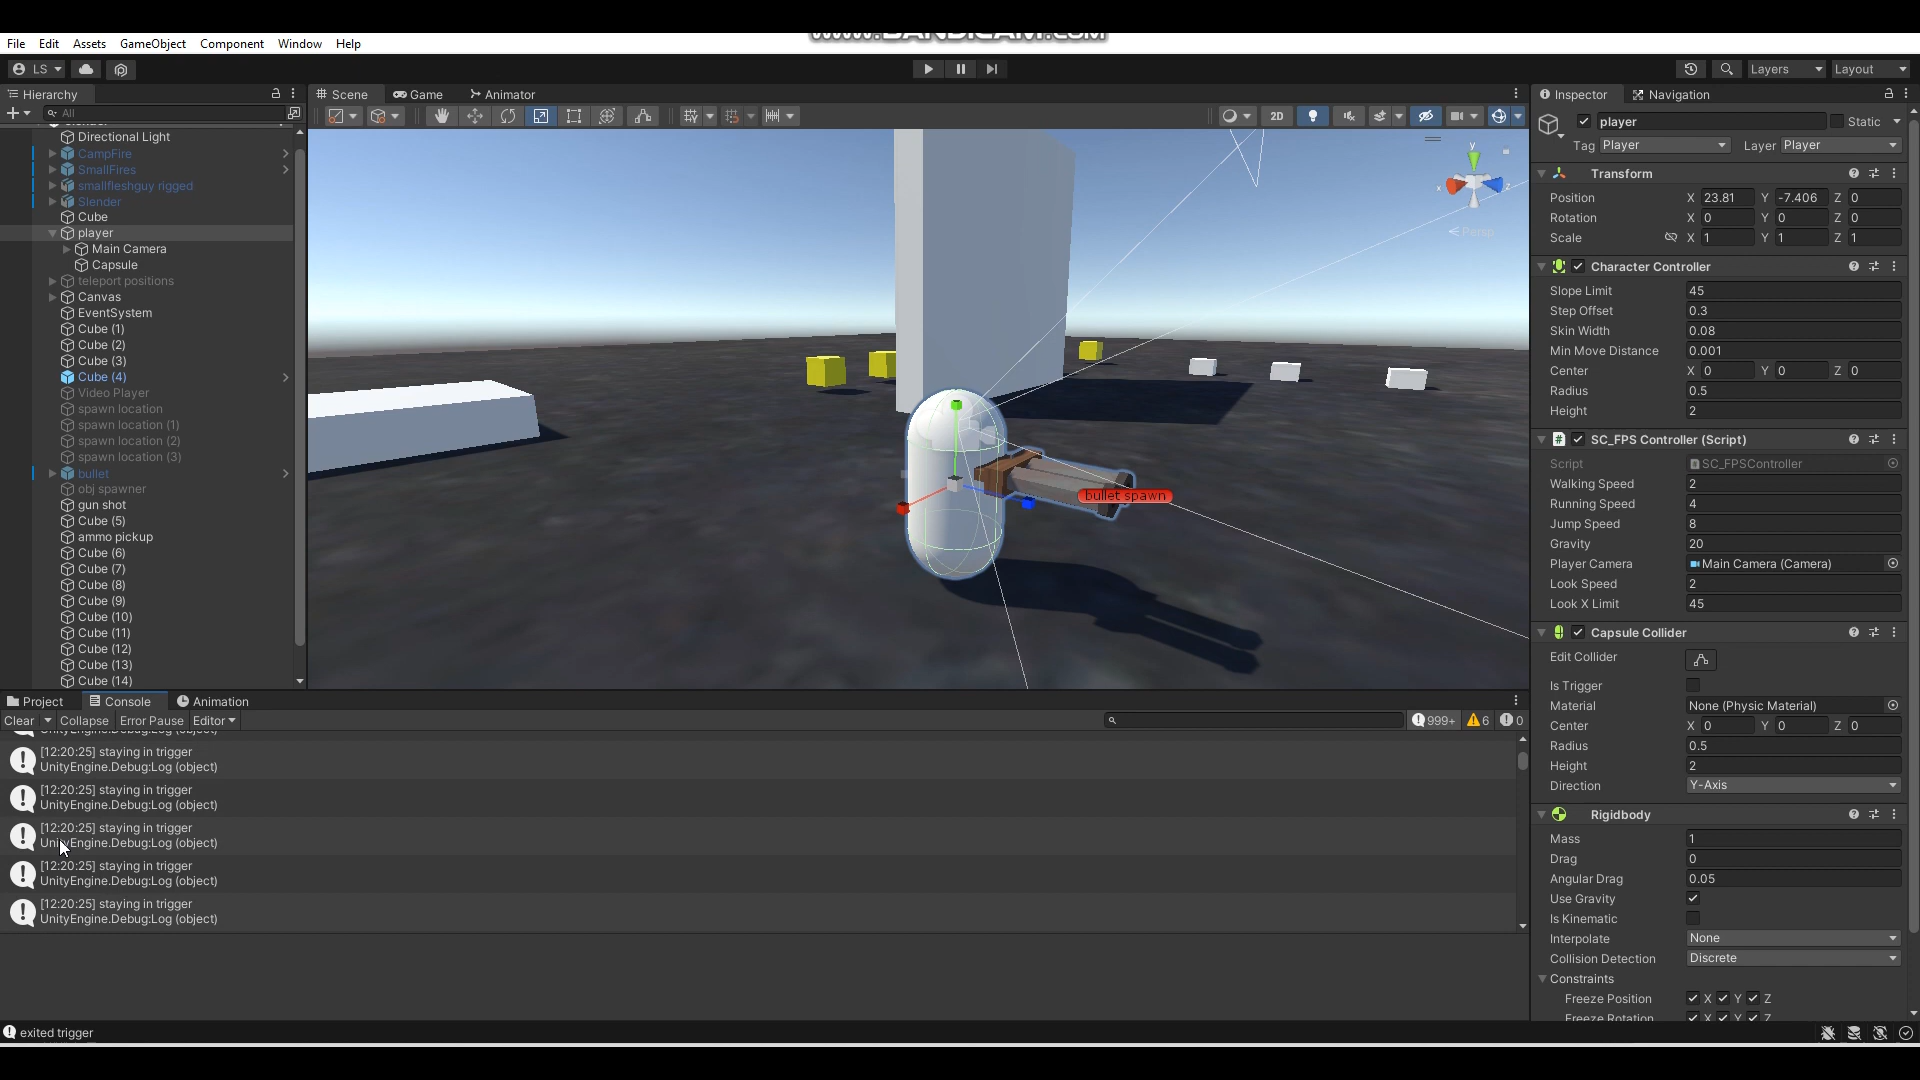 www.BANDICAM.com
File Edit Assets GameObject Component Window Help
LS Layers Layout
Hierarchy
All
Directional Light
CampFire
SmallFires
smallfleshguy rigged
Slender
Cube
player
Main Camera
Capsule
teleport positions
Canvas
EventSystem
Cube (1)
Cube (2)
Cube (3)
Cube (4)
Video Player
spawn location
spawn location (1)
spawn location (2)
spawn location (3)
bullet
obj spawner
gun shot
Cube (5)
ammo pickup
Cube (6)
Cube (7)
Cube (8)
Cube (9)
Cube (10)
Cube (11)
Cube (12)
Cube (13)
Cube (14)
Scene Game Animator
2D
y
x z
Persp
bullet spawn
Inspector Navigation
player Static
Tag Player Layer Player
Transform
Position X 23.81 Y -7.406 Z 0
Rotation X 0 Y 0 Z 0
Scale X 1 Y 1 Z 1
Character Controller
Slope Limit 45
Step Offset 0.3
Skin Width 0.08
Min Move Distance 0.001
Center X 0 Y 0 Z 0
Radius 0.5
Height 2
SC_FPS Controller (Script)
Script SC_FPSController
Walking Speed 2
Running Speed 4
Jump Speed 8
Gravity 20
Player Camera Main Camera (Camera)
Look Speed 2
Look X Limit 45
Capsule Collider
Edit Collider
Is Trigger
Material None (Physic Material)
Center X 0 Y 0 Z 0
Radius 0.5
Height 2
Direction Y-Axis
Rigidbody
Mass 1
Drag 0
Angular Drag 0.05
Use Gravity
Is Kinematic
Interpolate None
Collision Detection Discrete
Constraints
Freeze Position X Y Z
Freeze Rotation X Y Z
Project Console Animation
Clear Collapse Error Pause Editor 999+ 6 0
UnityEngine.Debug:Log (object)
[12:20:25] staying in trigger
UnityEngine.Debug:Log (object)
[12:20:25] staying in trigger
UnityEngine.Debug:Log (object)
[12:20:25] staying in trigger
UnityEngine.Debug:Log (object)
[12:20:25] staying in trigger
UnityEngine.Debug:Log (object)
[12:20:25] staying in trigger
UnityEngine.Debug:Log (object)
exited trigger